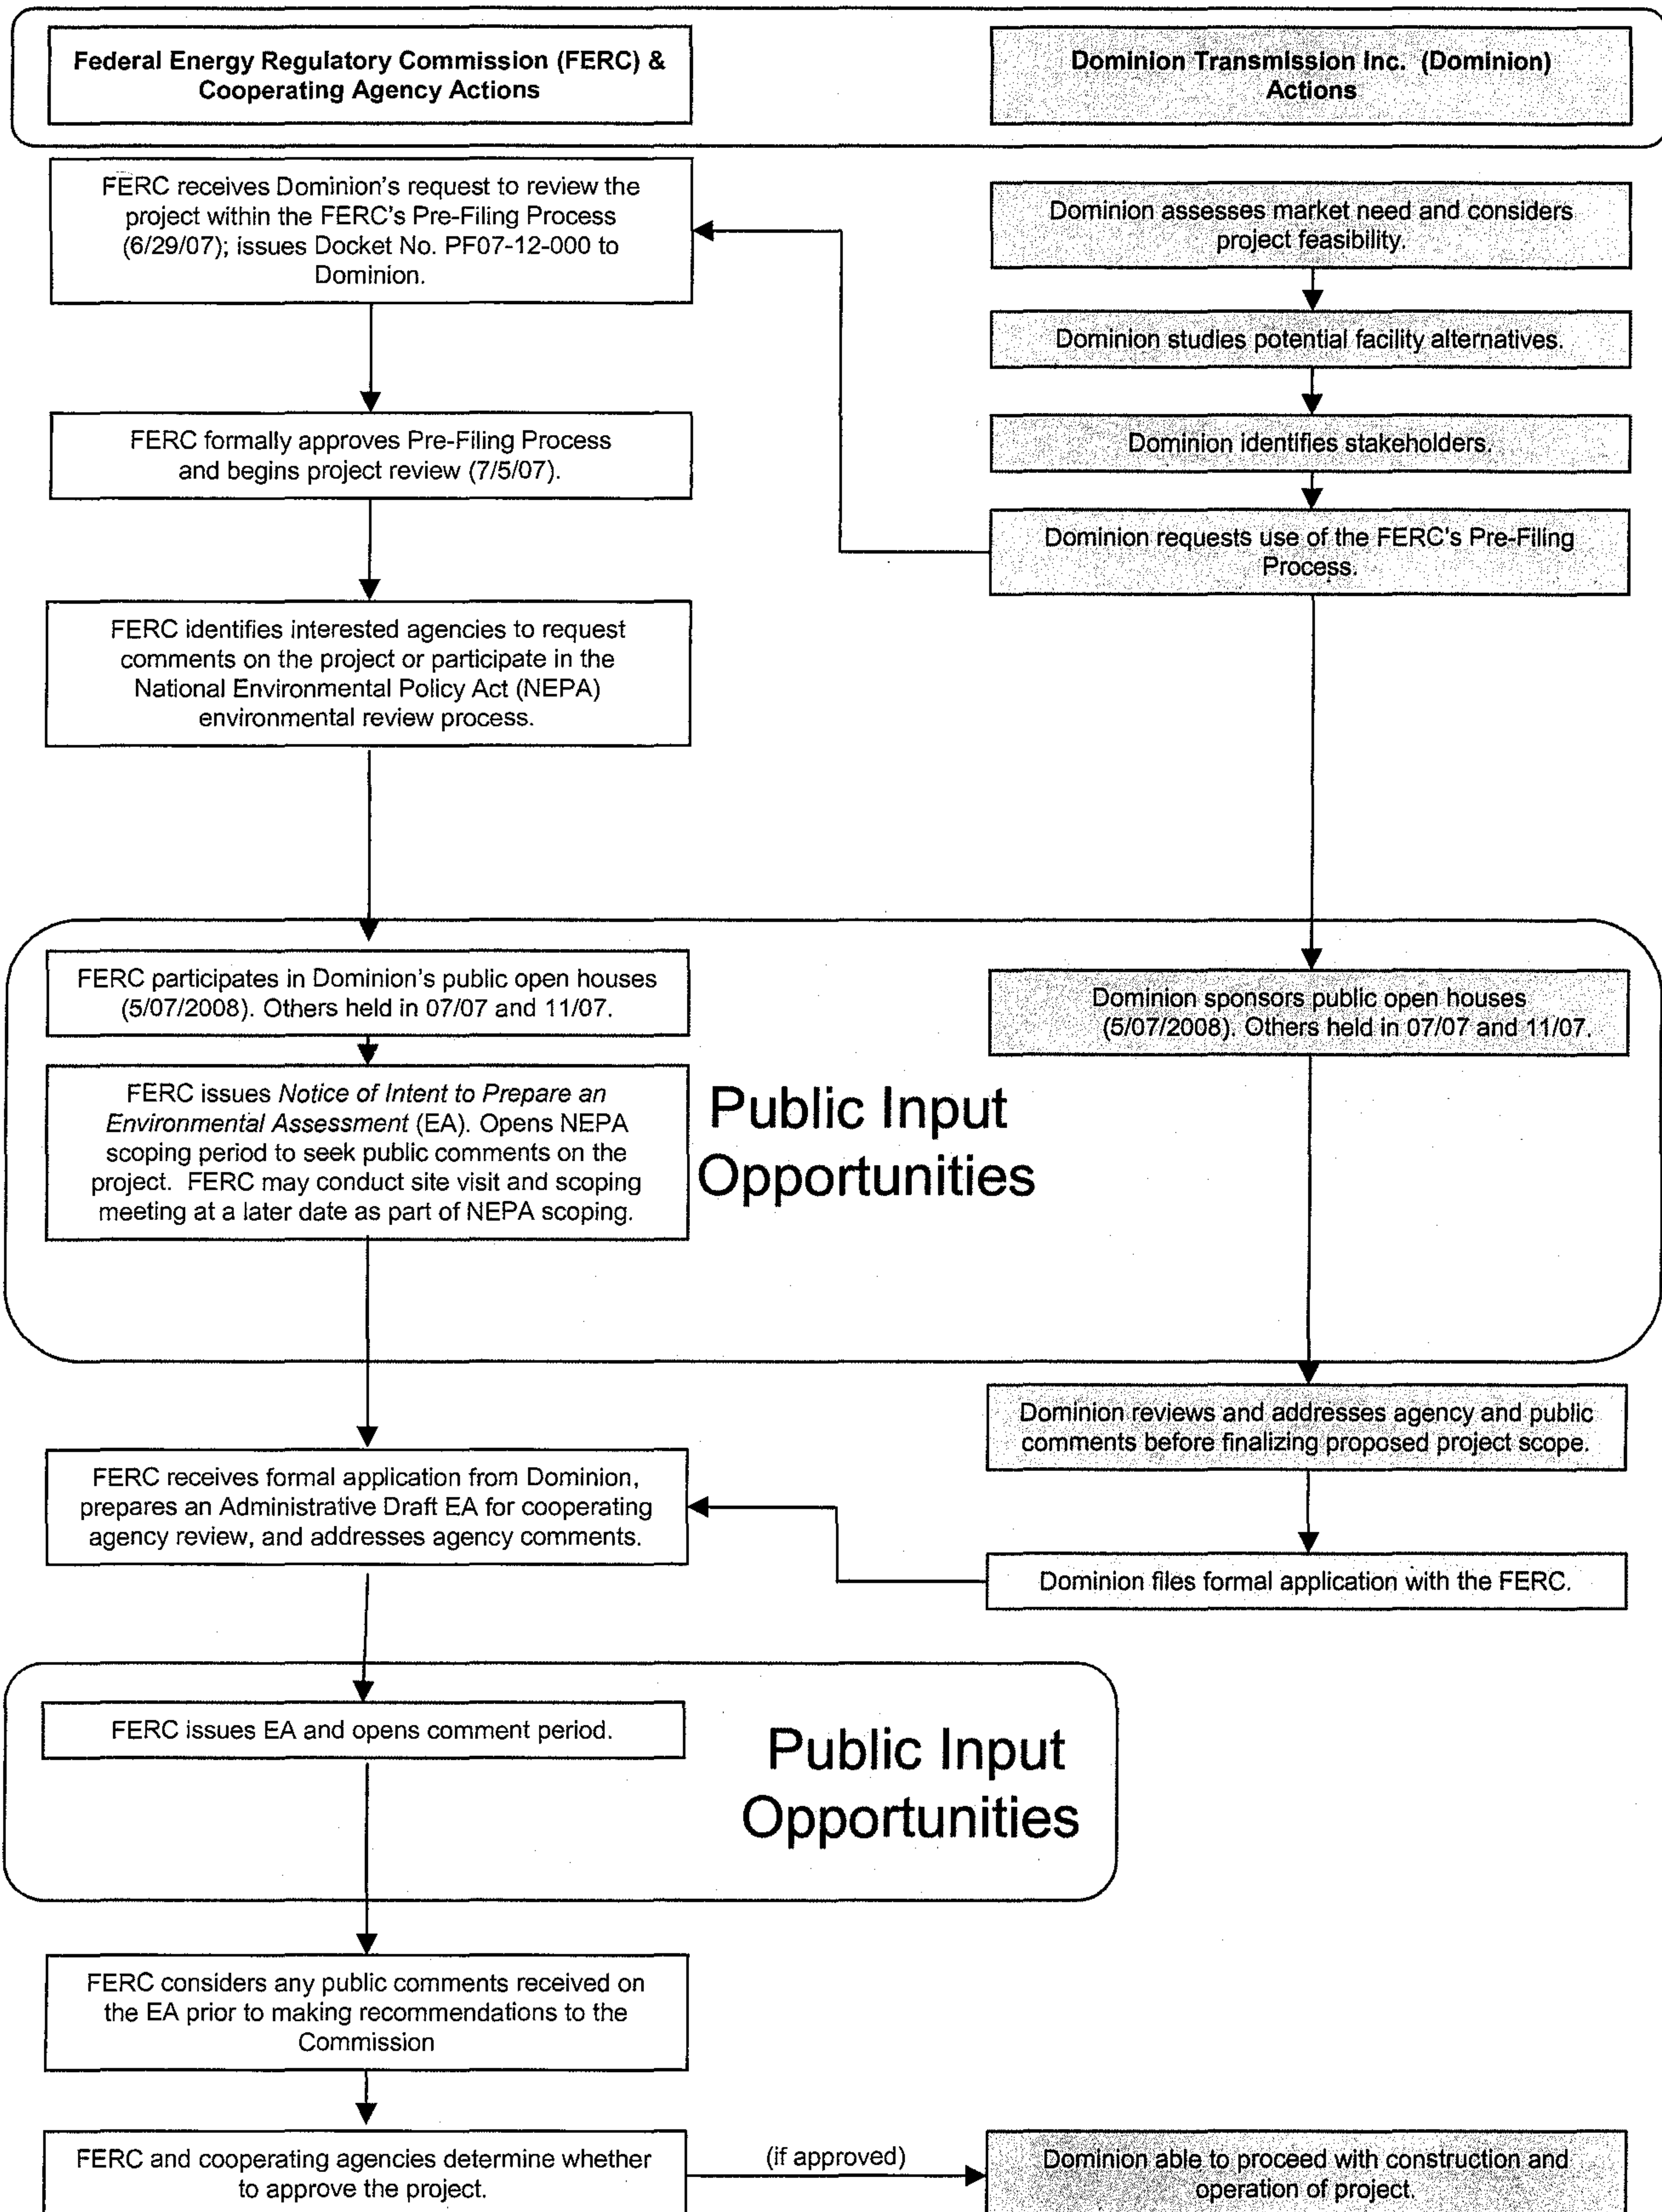 Federal Energy Regulatory Commission (FERC) &
Cooperating Agency Actions
Dominion Transmission Inc. (Dominion)
Actions
FERC receives Dominion's request to review the
project within the FERC's Pre-Filing Process
(6/29/07); issues Docket No. PF07-12-000 to
Dominion.
Dominion assesses market need and considers
project feasibility.
Dominion studies potential facility alternatives.
FERC formally approves Pre-Filing Process
and begins project review (7/5/07).
Dominion identifies stakeholders.
Dominion requests use of the FERC's Pre-Filing
Process.
FERC identifies interested agencies to request
comments on the project or participate in the
National Environmental Policy Act (NEPA)
environmental review process.
FERC participates in Dominion's public open houses
(5/07/2008). Others held in 07/07 and 11/07.
Dominion sponsors public open houses
(5/07/2008). Others held in 07/07 and 11/07.
FERC issues Notice of Intent to Prepare an
Environmental Assessment (EA). Opens NEPA
scoping period to seek public comments on the
project. FERC may conduct site visit and scoping
meeting at a later date as part of NEPA scoping.
Public Input
Opportunities
Dominion reviews and addresses agency and public
comments before finalizing proposed project scope.
FERC receives formal application from Dominion,
prepares an Administrative Draft EA for cooperating
agency review, and addresses agency comments.
Dominion files formal application with the FERC.
FERC issues EA and opens comment period.
Public Input
Opportunities
FERC considers any public comments received on
the EA prior to making recommendations to the
Commission
FERC and cooperating agencies determine whether
to approve the project.
(if approved)
Dominion able to proceed with construction and
operation of project.